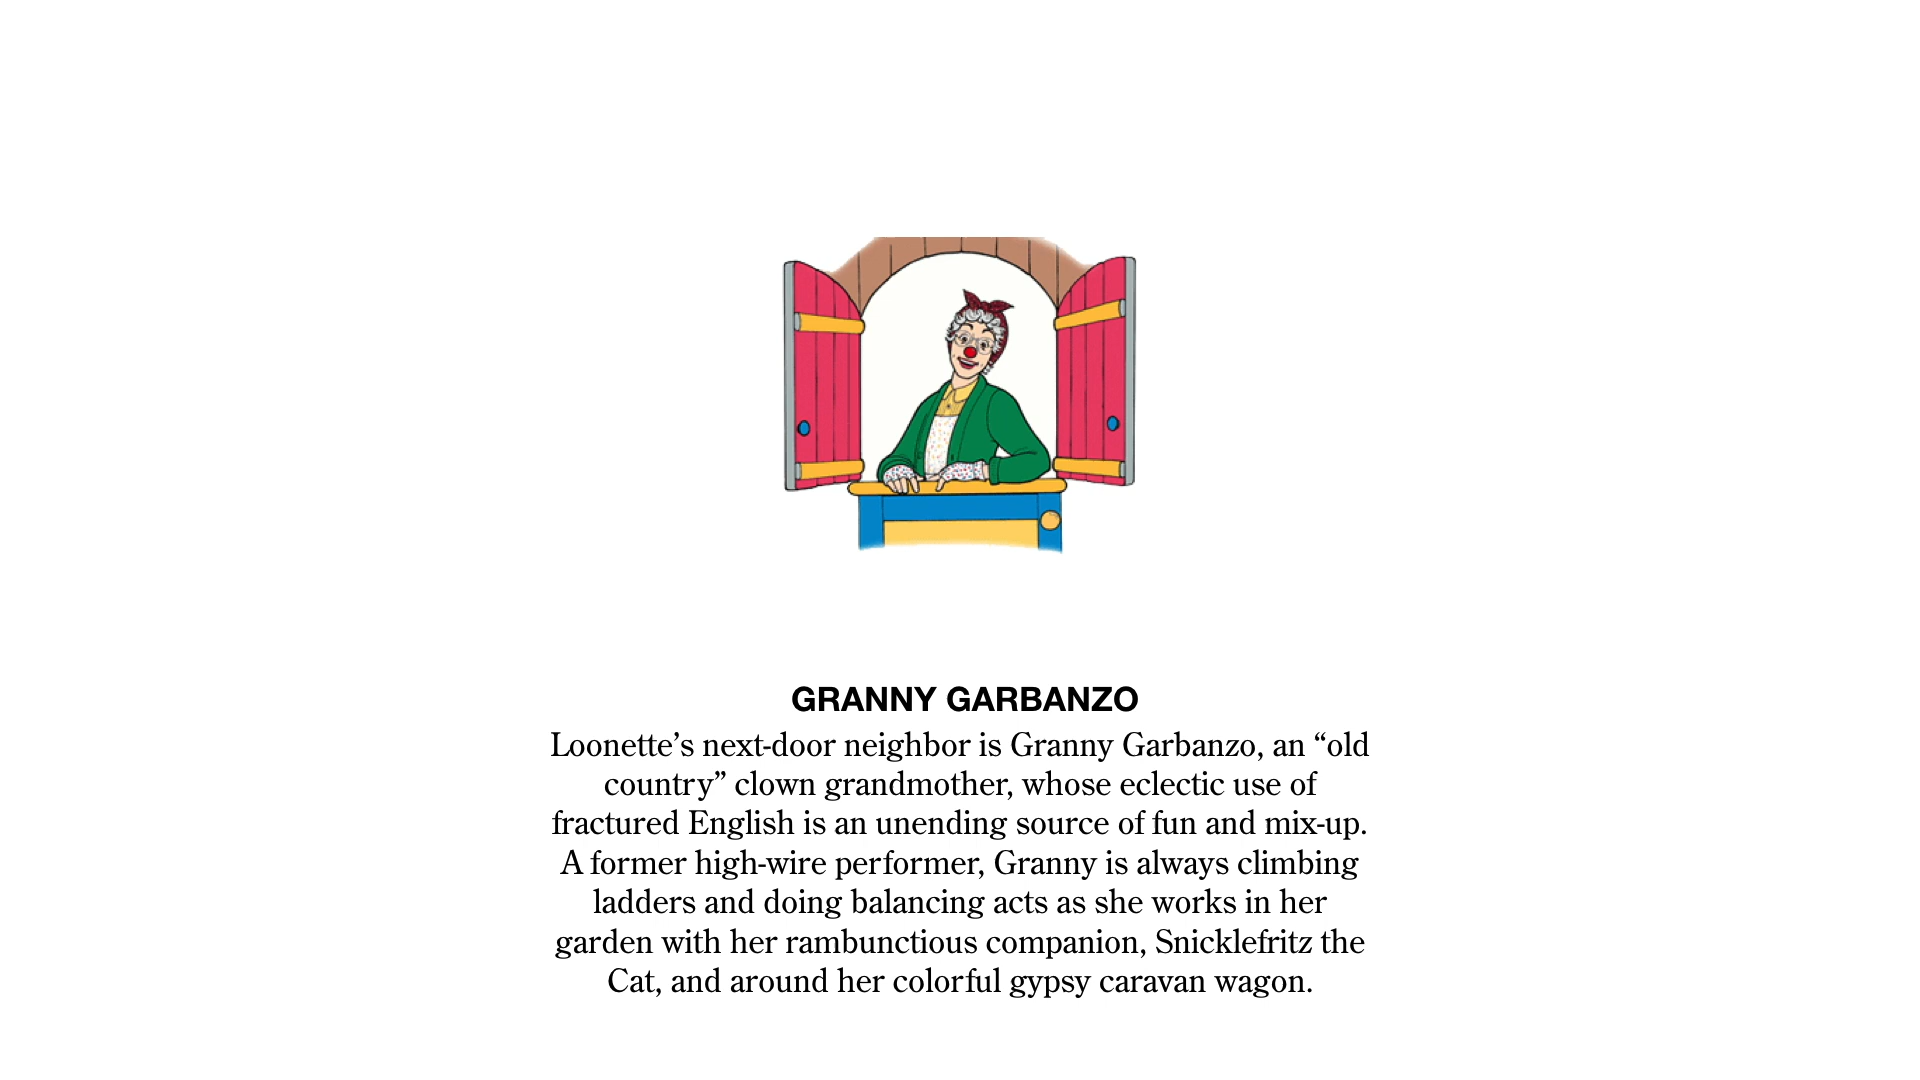 GRANNY GARBANZO
Loonette’s next-door neighbor is Granny Garbanzo, an “old
country” clown grandmother, whose eclectic use of
fractured English is an unending source of fun and mix-up.
A former high-wire performer, Granny is always climbing
ladders and doing balancing acts as she works in her
garden with her rambunctious companion, Snicklefritz the
Cat, and around her colorful gypsy caravan wagon.